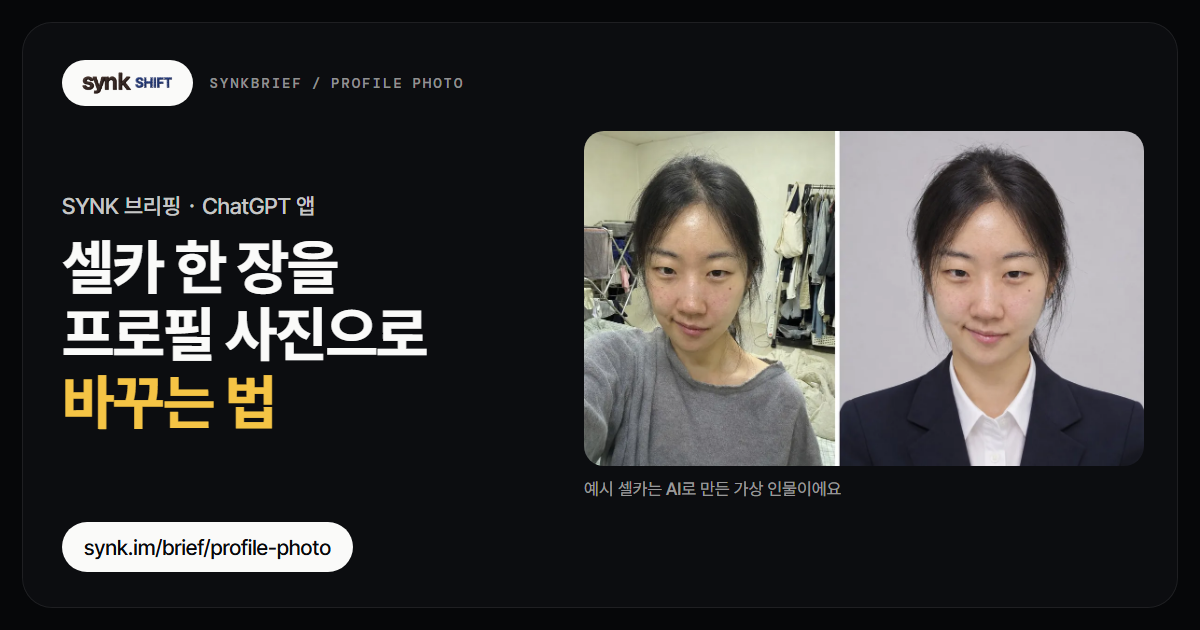 synk SHIFT
SYNKBRIEF / PROFILE PHOTO
SYNK 브리핑 · ChatGPT 앱
셀카 한 장을
프로필 사진으로
바꾸는 법
예시 셀카는 AI로 만든 가상 인물이에요
synk.im/brief/profile-photo